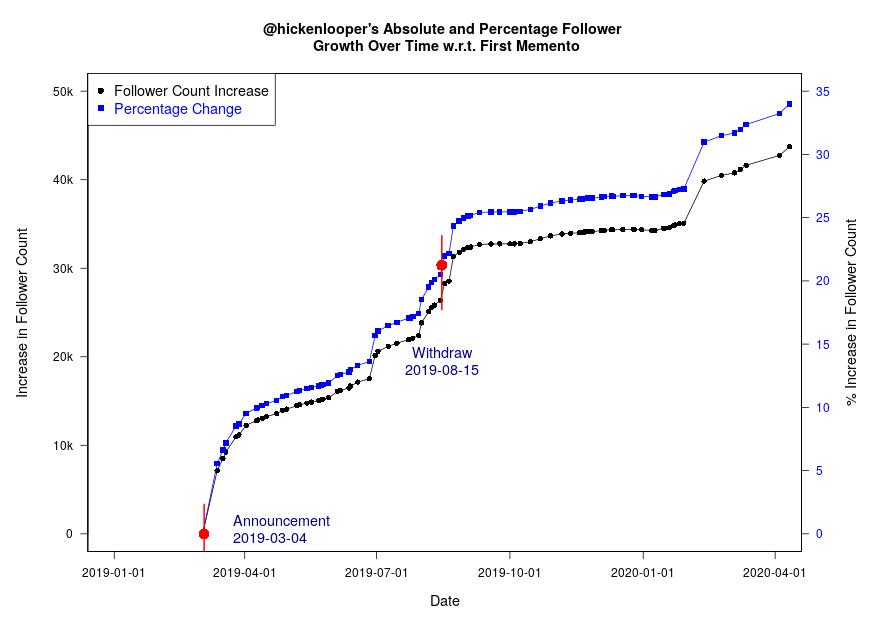 @hickenlooper's Absolute and Percentage Follower
Growth Over Time w.r.t. First Memento
Follower Count Increase
Percentage Change
50k
40k
30k
20k
10k
0
Increase in Follower Count
35
30
25
20
15
10
5
0
% Increase in Follower Count
Withdraw
2019-08-15
Announcement
2019-03-04
2019-01-01
2019-04-01
2019-07-01
2019-10-01
2020-01-01
2020-04-01
Date